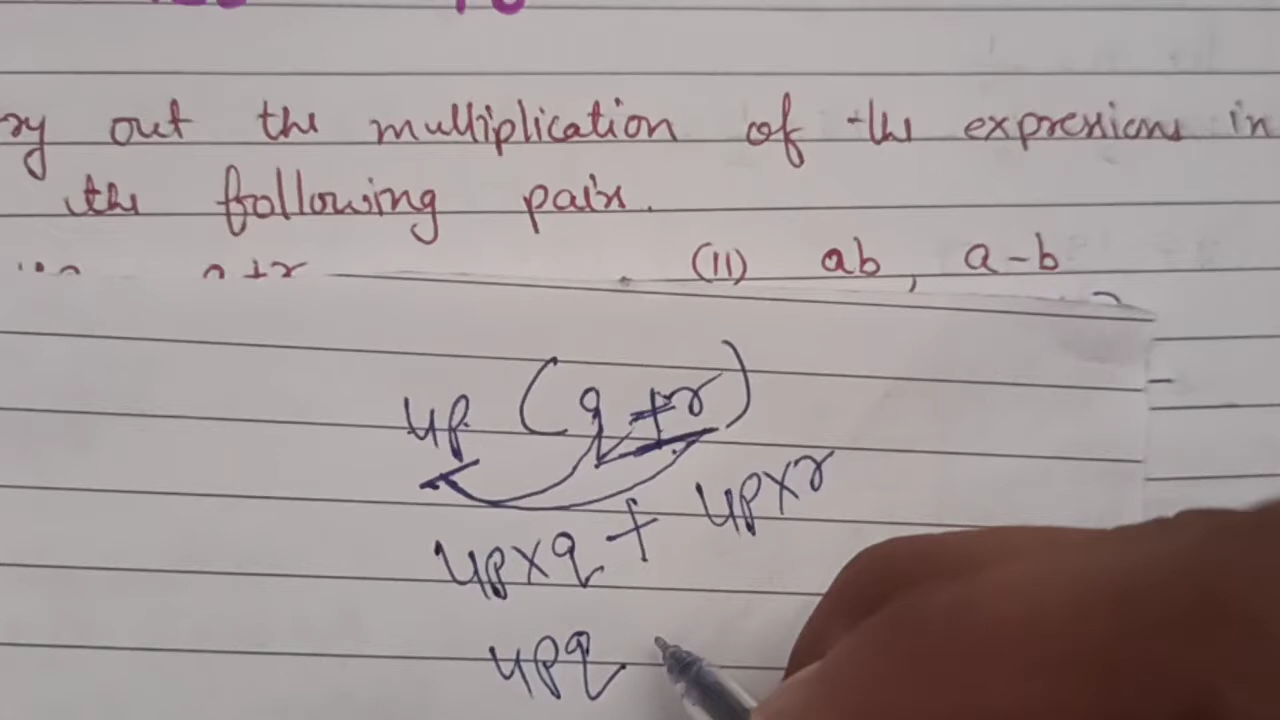 ry out the multiplication of the expressions in
the following pair.
(II) ab, a-b
4p (q+r)
4p×q + 4p×r
4pq